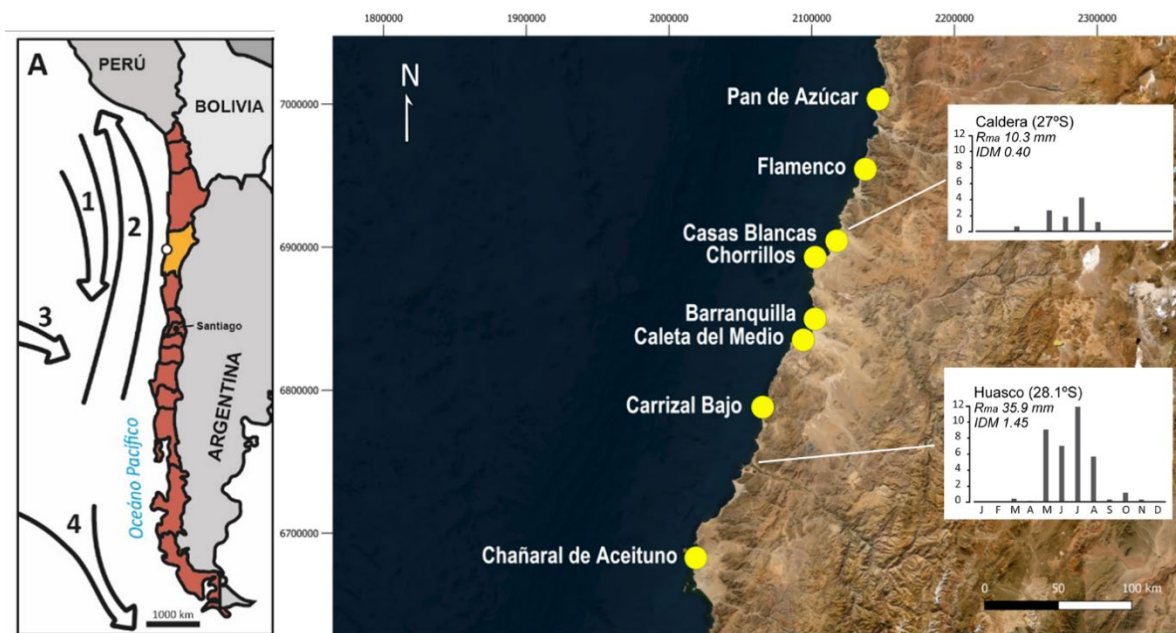 A
PERÚ
BOLIVIA
1
2
3
Santiago
ARGENTINA
Océano Pacífico
4
1000 km
1800000
1900000
2000000
2100000
2200000
2300000
7000000
6900000
6800000
6700000
N
Pan de Azúcar
Flamenco
Casas Blancas
Chorrillos
Barranquilla
Caleta del Medio
Carrizal Bajo
Chañaral de Aceituno
Caldera (27ºS)
Rma 10.3 mm
IDM 0.40
12
10
8
6
4
2
0
Huasco (28.1ºS)
Rma 35.9 mm
IDM 1.45
12
10
8
6
4
2
0
J F M A M J J A S O N D
0 50 100 km